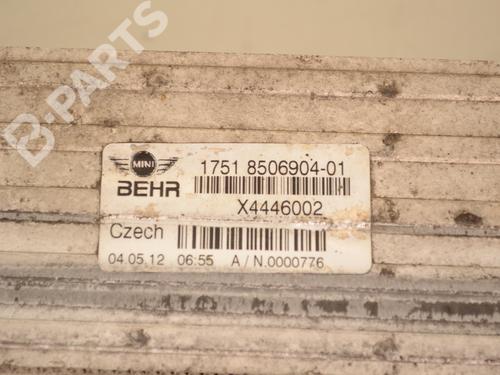 B-PARTS
MINI
1751 8506904-01
BEHR
X4446002
Czech
04.05.12 06:55 A/N.0000776